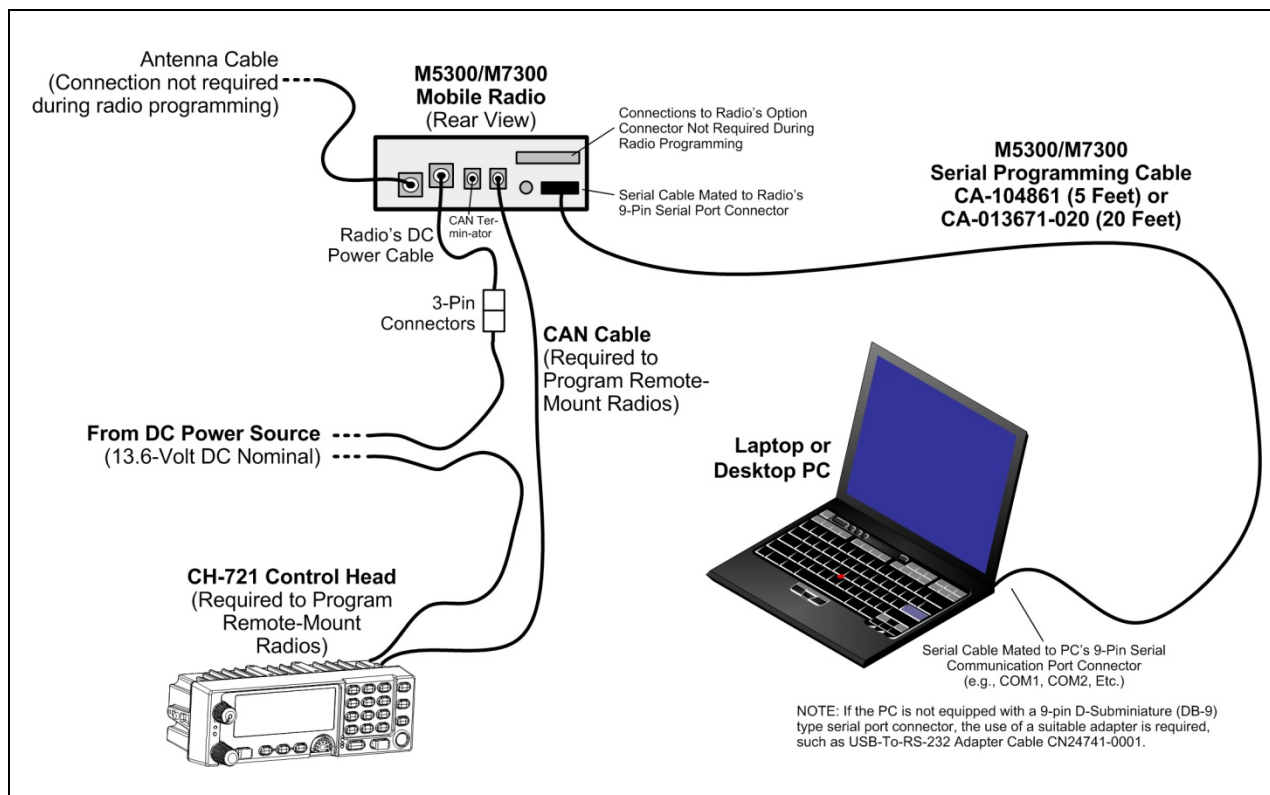 Antenna Cable
(Connection not required
during radio programming)
M5300/M7300
Mobile Radio
(Rear View)
Connections to Radio's Option
Connector Not Required During
Radio Programming
Serial Cable Mated to Radio's
9-Pin Serial Port Connector
M5300/M7300
Serial Programming Cable
CA-104861 (5 Feet) or
CA-013671-020 (20 Feet)
CAN Ter-
min-ator
Radio's DC
Power Cable
3-Pin
Connectors
CAN Cable
(Required to
Program Remote-
Mount Radios)
From DC Power Source
(13.6-Volt DC Nominal)
Laptop or
Desktop PC
CH-721 Control Head
(Required to Program
Remote-Mount
Radios)
Serial Cable Mated to PC's 9-Pin Serial
Communication Port Connector
(e.g., COM1, COM2, Etc.)
NOTE: If the PC is not equipped with a 9-pin D-Subminiature (DB-9)
type serial port connector, the use of a suitable adapter is required,
such as USB-To-RS-232 Adapter Cable CN24741-0001.